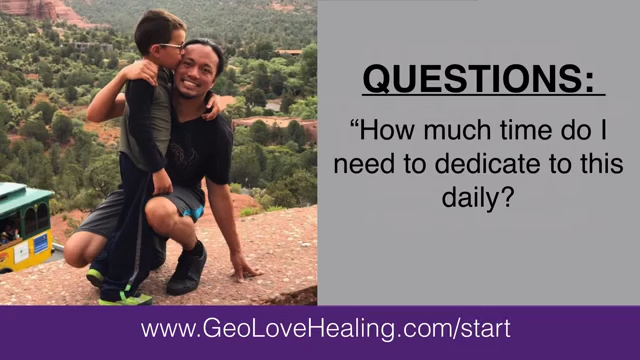 QUESTIONS:
“How much time do I
need to dedicate to this
daily?
www.GeoLoveHealing.com/start